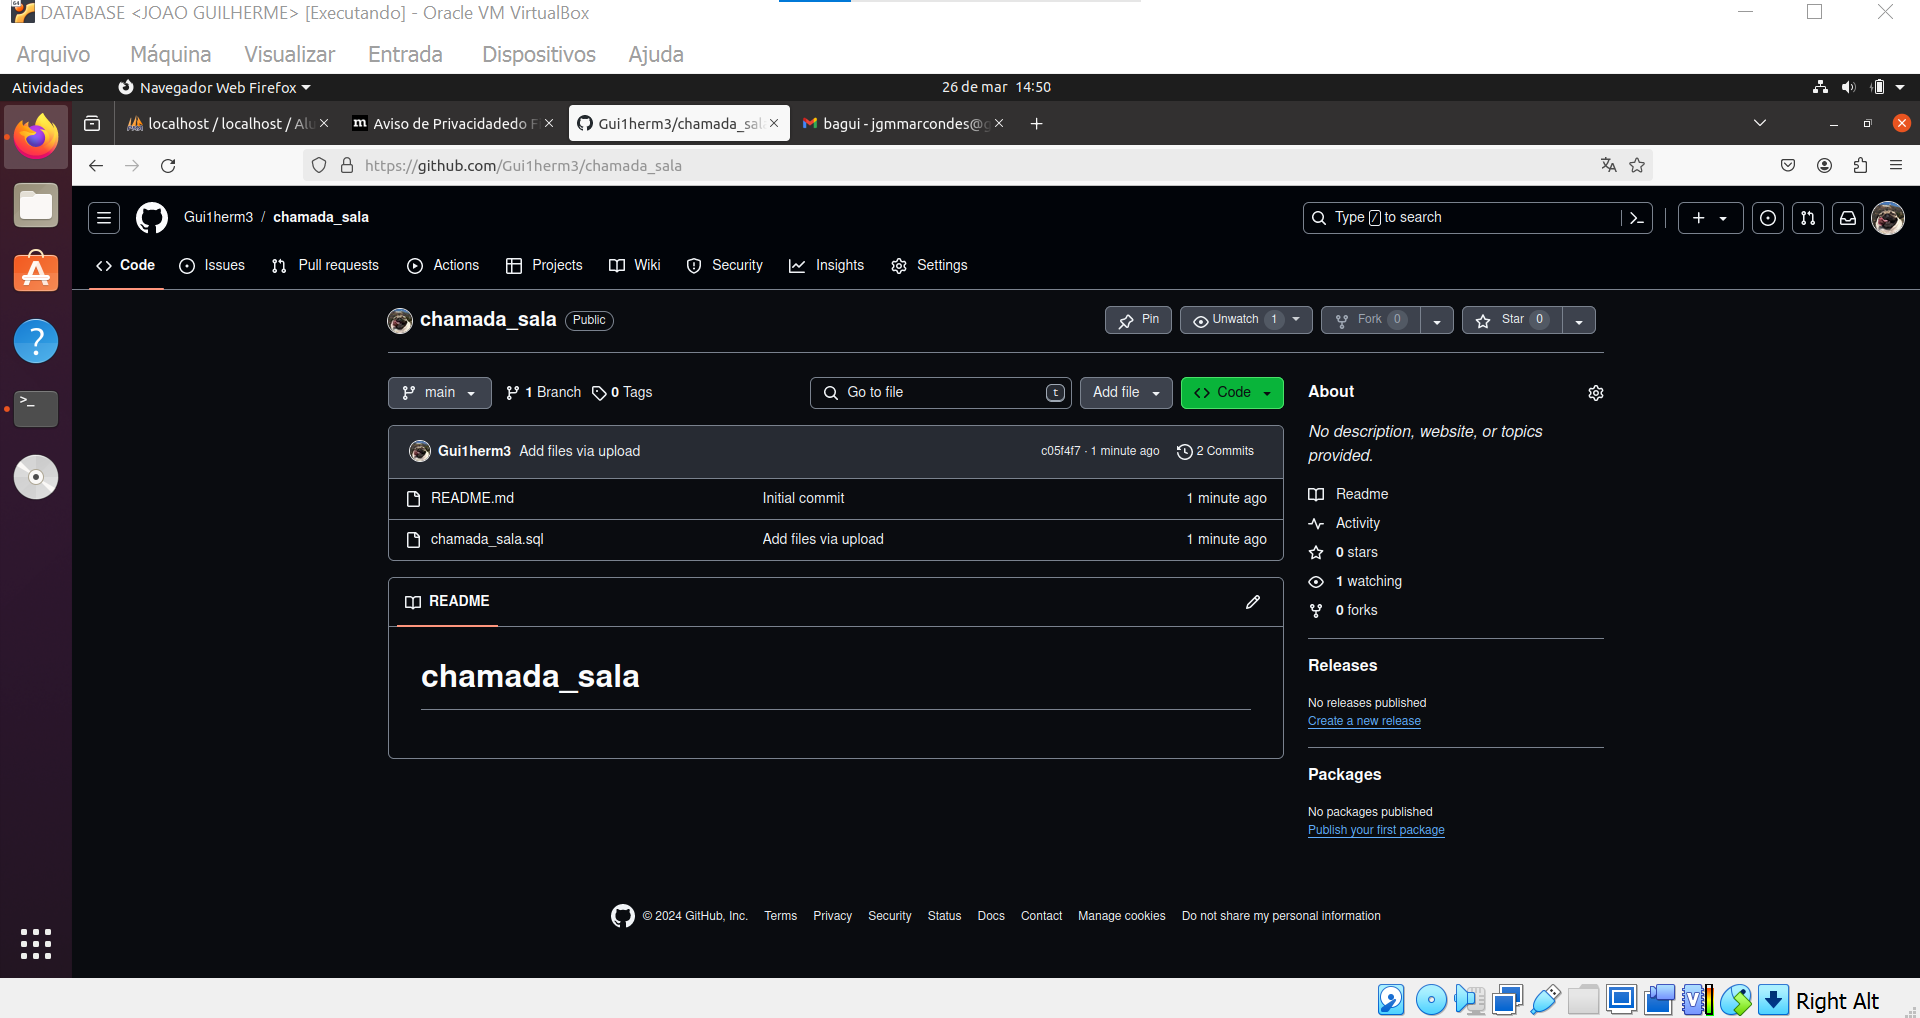 DATABASE <JOAO GUILHERME> [Executando] - Oracle VM VirtualBox
Arquivo Máquina Visualizar Entrada Dispositivos Ajuda
Atividades Navegador Web Firefox 26 de mar 14:50
localhost / localhost / Alu Aviso de Privacidadedo F Gui1herm3/chamada_sal bagui - jgmmarcondes@g
https://github.com/Gui1herm3/chamada_sala
Gui1herm3 / chamada_sala Type / to search
Code Issues Pull requests Actions Projects Wiki Security Insights Settings
chamada_sala Public Pin Unwatch 1 Fork 0 Star 0
main 1 Branch 0 Tags Go to file t Add file Code
Gui1herm3 Add files via upload c05f4f7 · 1 minute ago 2 Commits
README.md Initial commit 1 minute ago
chamada_sala.sql Add files via upload 1 minute ago
README
chamada_sala
About
No description, website, or topics
provided.
Readme
Activity
0 stars
1 watching
0 forks
Releases
No releases published
Create a new release
Packages
No packages published
Publish your first package
© 2024 GitHub, Inc. Terms Privacy Security Status Docs Contact Manage cookies Do not share my personal information
Right Alt